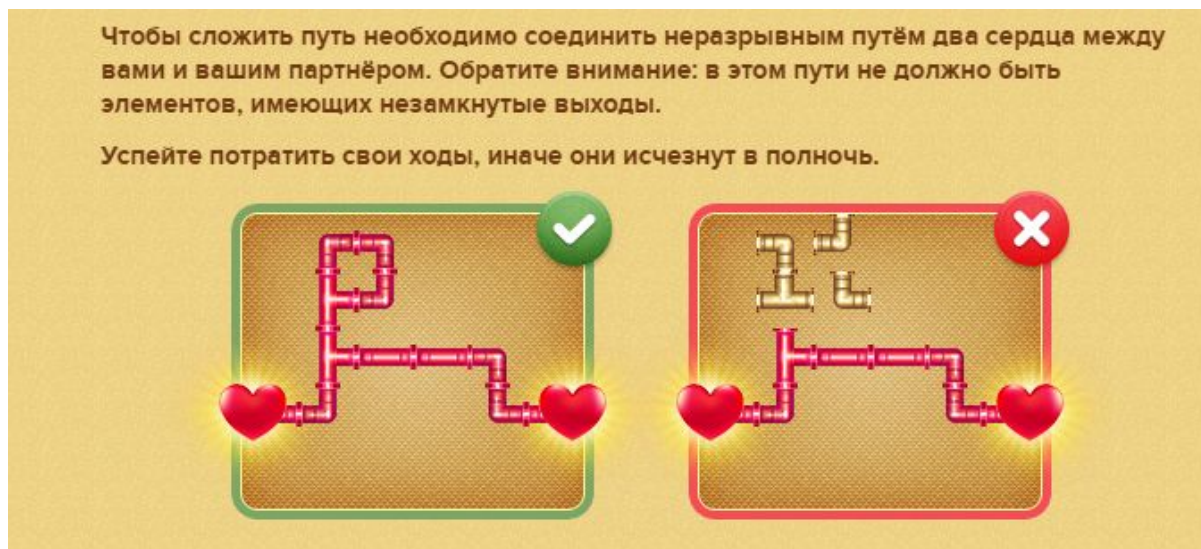 Чтобы сложить путь необходимо соединить неразрывным путём два сердца между
вами и вашим партнёром. Обратите внимание: в этом пути не должно быть
элементов, имеющих незамкнутые выходы.
Успейте потратить свои ходы, иначе они исчезнут в полночь.